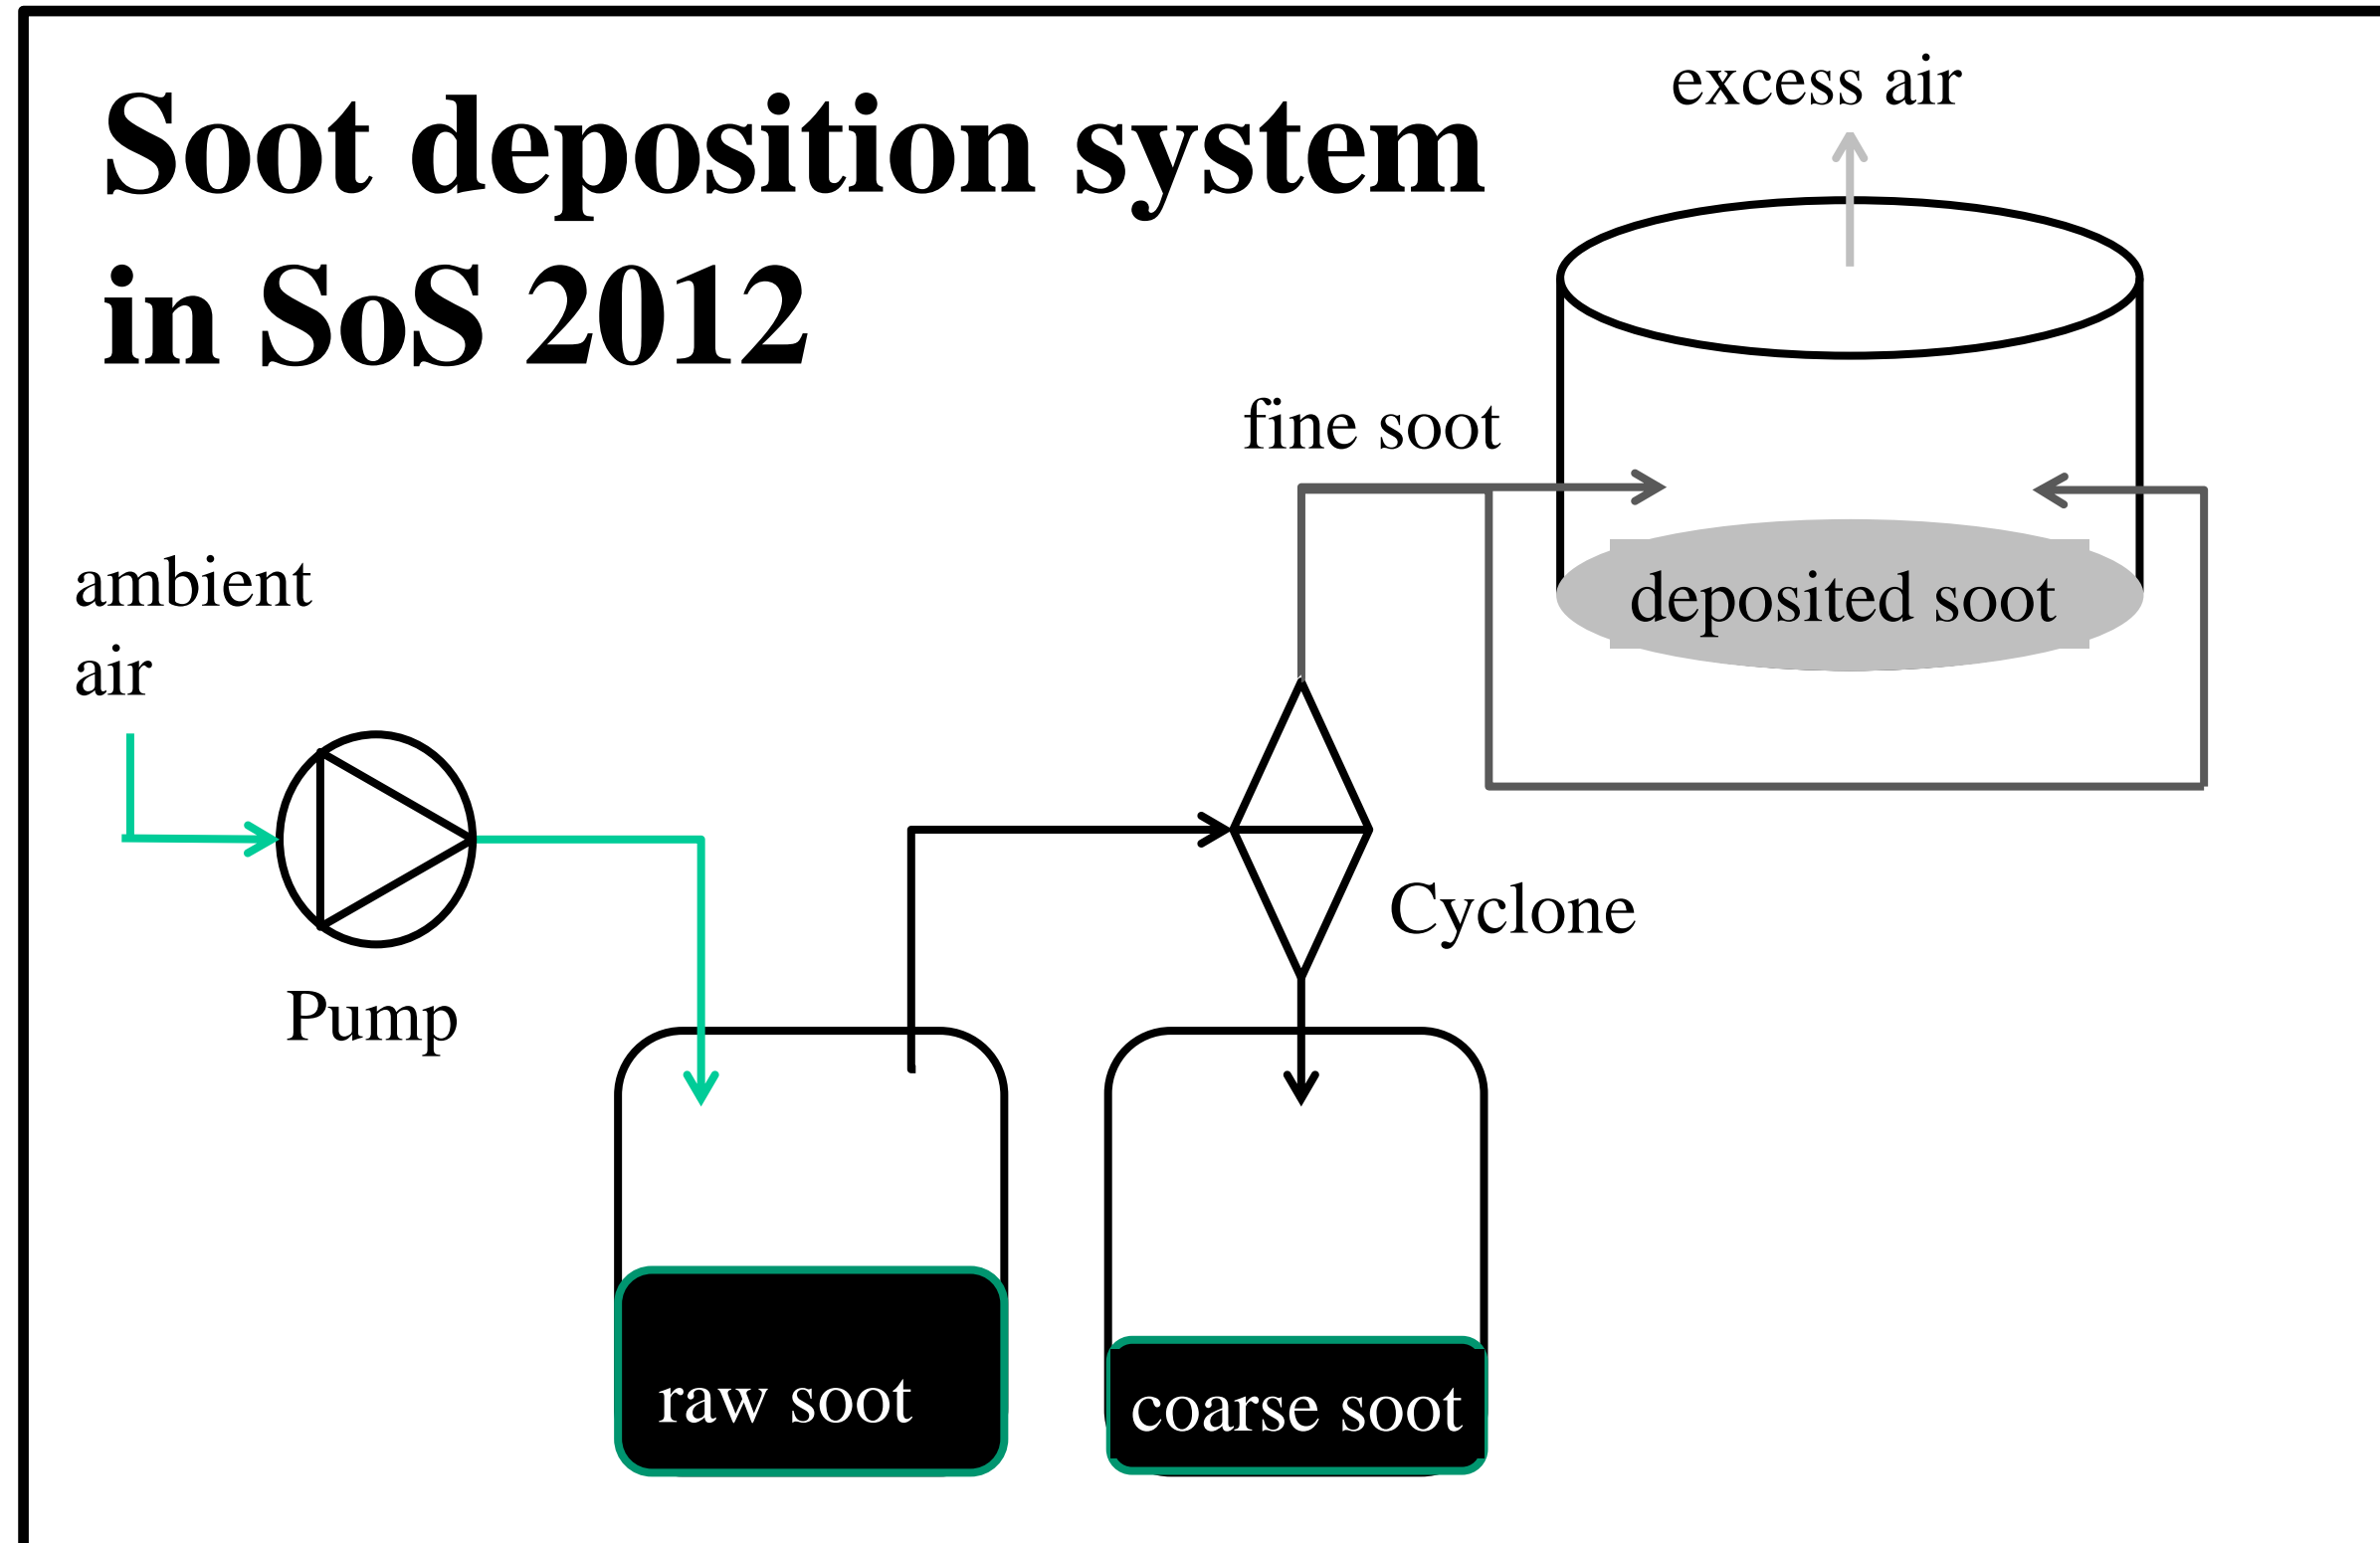 Soot deposition system
in SoS 2012
excess air
fine soot
ambient
air
deposited soot
Cyclone
Pump
raw soot
coarse soot